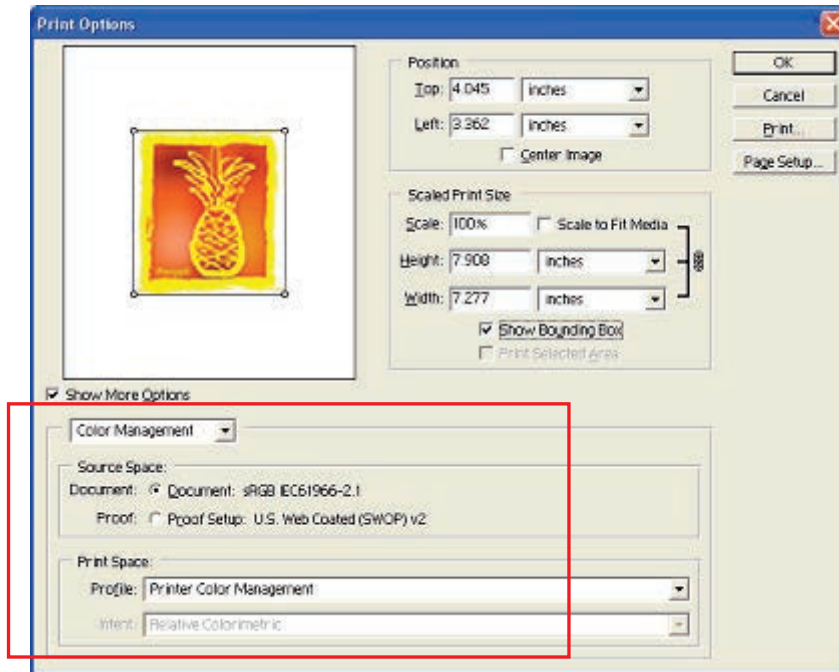 Print Options
Position
Top: 4.045 inches
Left: 3.362 inches
Center Image
OK
Cancel
Print...
Page Setup...
Scaled Print Size
Scale: 100% Scale to Fit Media
Height: 7.908 inches
Width: 7.277 inches
Show Bounding Box
Print Selected Area
Show More Options
Color Management
Source Space:
Document: Document: sRGB IEC61966-2.1
Proof: Proof Setup: U.S. Web Coated (SWOP) v2
Print Space:
Profile: Printer Color Management
Intent: Relative Colorimetric